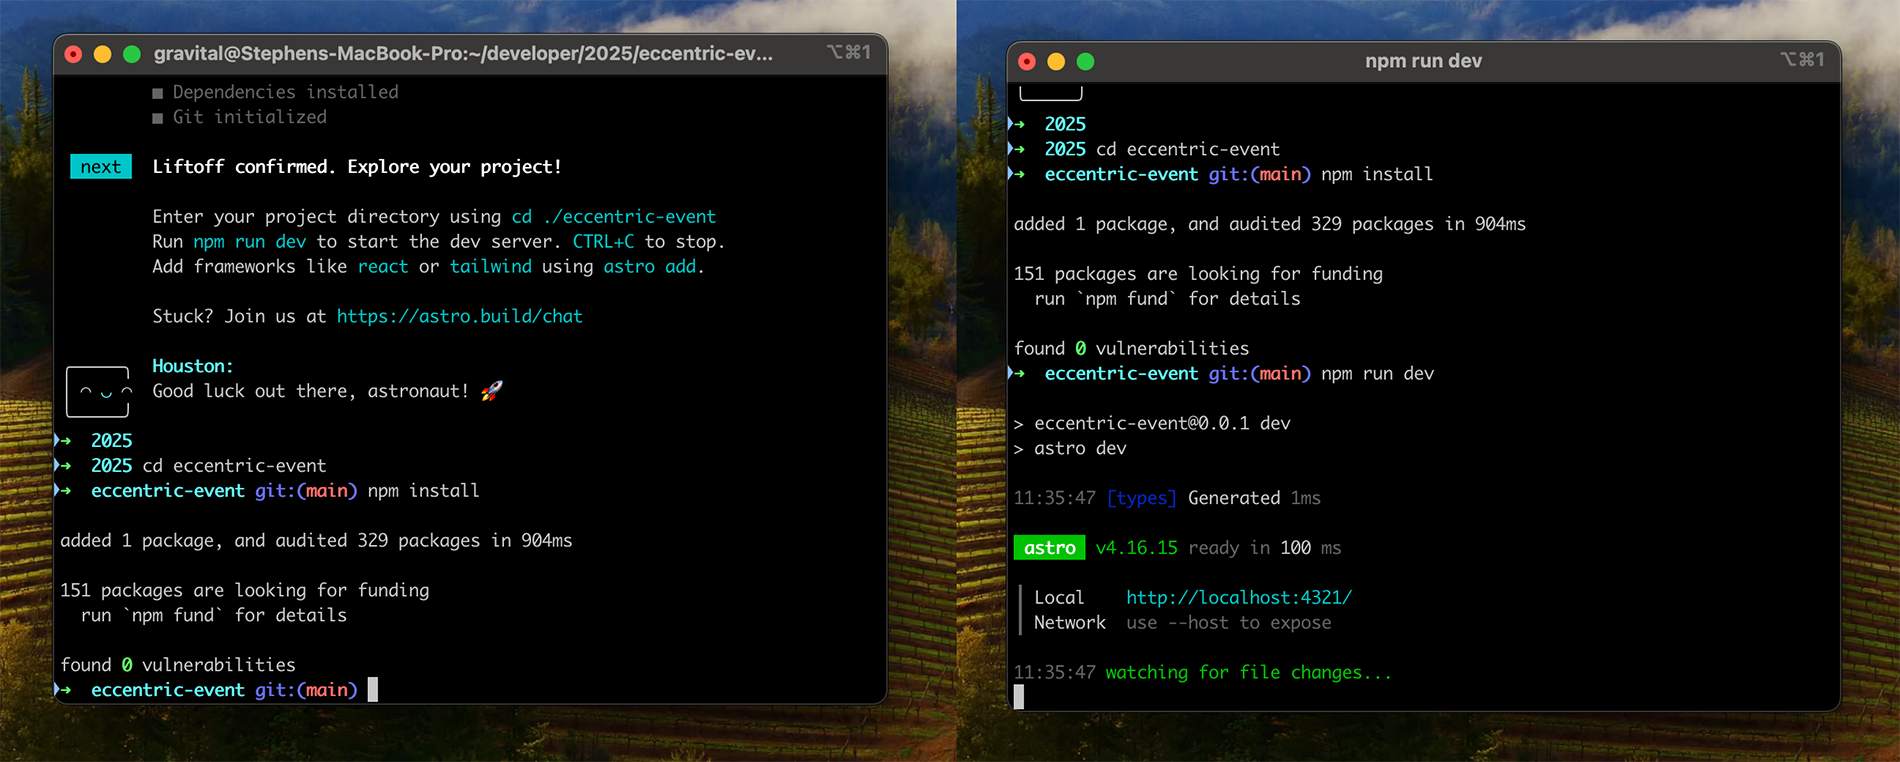 gravital@Stephens-MacBook-Pro:~/developer/2025/eccentric-ev... ⌥⌘1
■ Dependencies installed
■ Git initialized
next Liftoff confirmed. Explore your project!
Enter your project directory using cd ./eccentric-event
Run npm run dev to start the dev server. CTRL+C to stop.
Add frameworks like react or tailwind using astro add.
Stuck? Join us at https://astro.build/chat
Houston:
Good luck out there, astronaut! 🚀
➜ 2025
➜ 2025 cd eccentric-event
➜ eccentric-event git:(main) npm install
added 1 package, and audited 329 packages in 904ms
151 packages are looking for funding
run `npm fund` for details
found 0 vulnerabilities
➜ eccentric-event git:(main)
npm run dev ⌥⌘1
➜ 2025
➜ 2025 cd eccentric-event
➜ eccentric-event git:(main) npm install
added 1 package, and audited 329 packages in 904ms
151 packages are looking for funding
run `npm fund` for details
found 0 vulnerabilities
➜ eccentric-event git:(main) npm run dev
> eccentric-event@0.0.1 dev
> astro dev
11:35:47 [types] Generated 1ms
astro v4.16.15 ready in 100 ms
Local http://localhost:4321/
Network use --host to expose
11:35:47 watching for file changes...